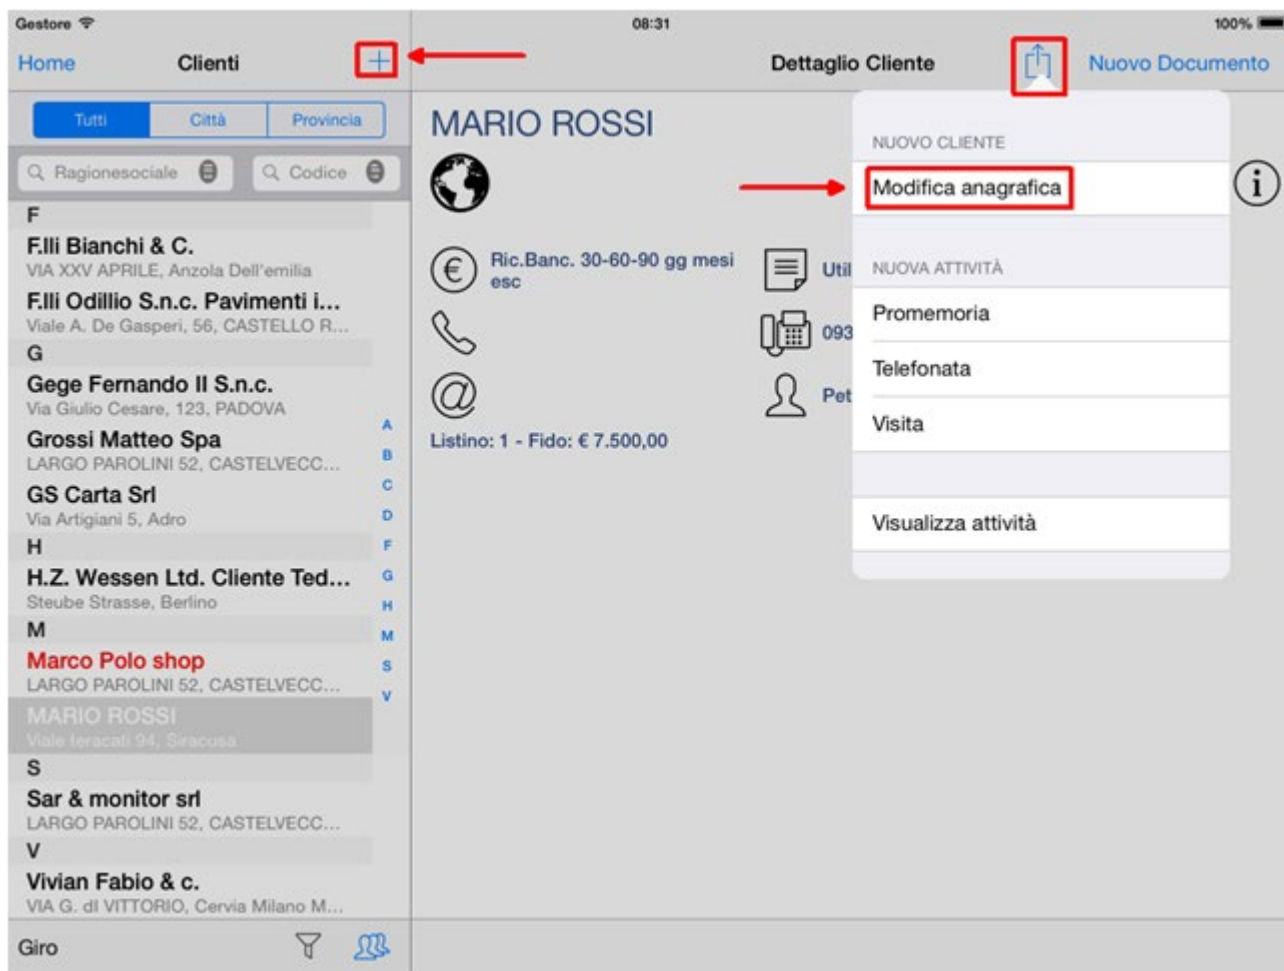 Gestore
08:31
100%
Home
Clienti
Dettaglio Cliente
Nuovo Documento
Tutti
Città
Provincia
Ragionesociale
Codice
F
F.lli Bianchi & C.
VIA XXV APRILE, Anzola Dell'emilia
F.lli Odillio S.n.c. Pavimenti i...
Viale A. De Gasperi, 56, CASTELLO R...
G
Gege Fernando II S.n.c.
Via Giulio Cesare, 123, PADOVA
Grossi Matteo Spa
LARGO PAROLINI 52, CASTELVECC...
GS Carta Srl
Via Artigiani 5, Adro
H
H.Z. Wessen Ltd. Cliente Ted...
Steube Strasse, Berlino
M
Marco Polo shop
LARGO PAROLINI 52, CASTELVECC...
MARIO ROSSI
Viale teracati 94, Siracusa
S
Sar & monitor srl
LARGO PAROLINI 52, CASTELVECC...
V
Vivian Fabio & c.
VIA G. dI VITTORIO, Cervia Milano M...
A
B
C
D
F
G
H
M
S
V
Giro
MARIO ROSSI
Ric.Banc. 30-60-90 gg mesi
esc
Util
093
Pet
Listino: 1 - Fido: € 7.500,00
NUOVO CLIENTE
Modifica anagrafica
NUOVA ATTIVITÀ
Promemoria
Telefonata
Visita
Visualizza attività